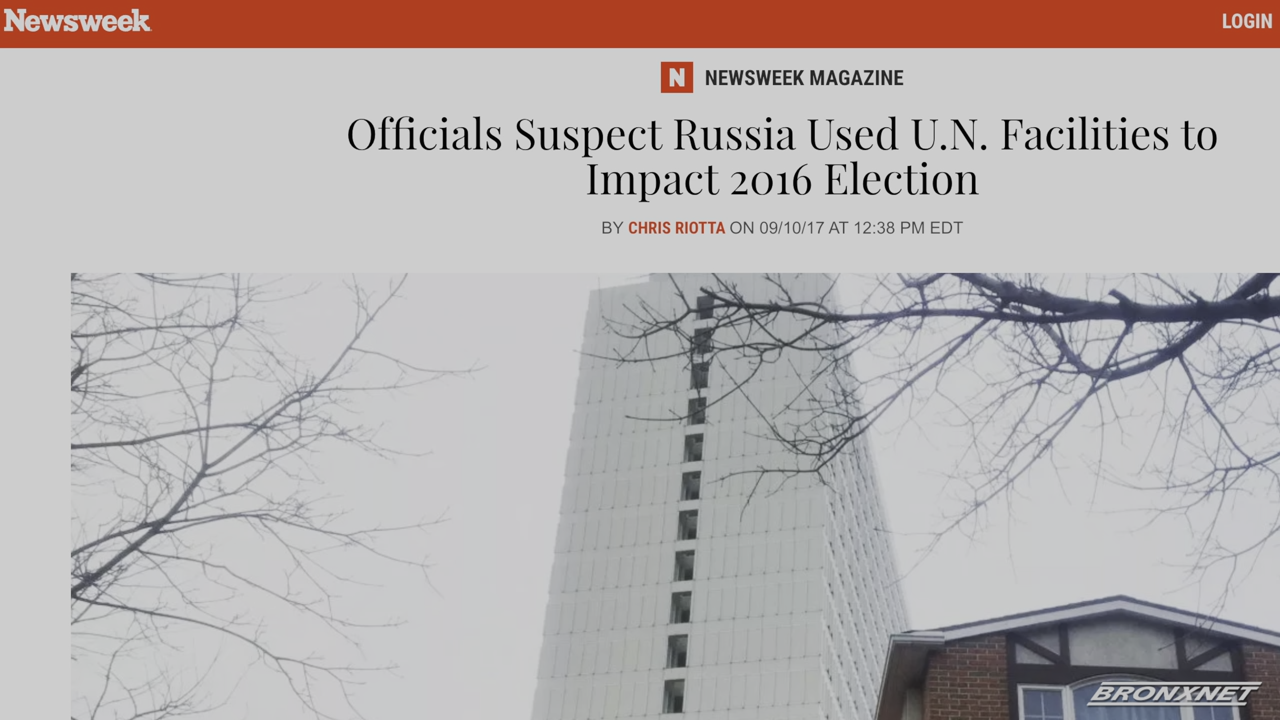 Newsweek
LOGIN
N NEWSWEEK MAGAZINE
Officials Suspect Russia Used U.N. Facilities to
Impact 2016 Election
BY CHRIS RIOTTA ON 09/10/17 AT 12:38 PM EDT
BRONXNET